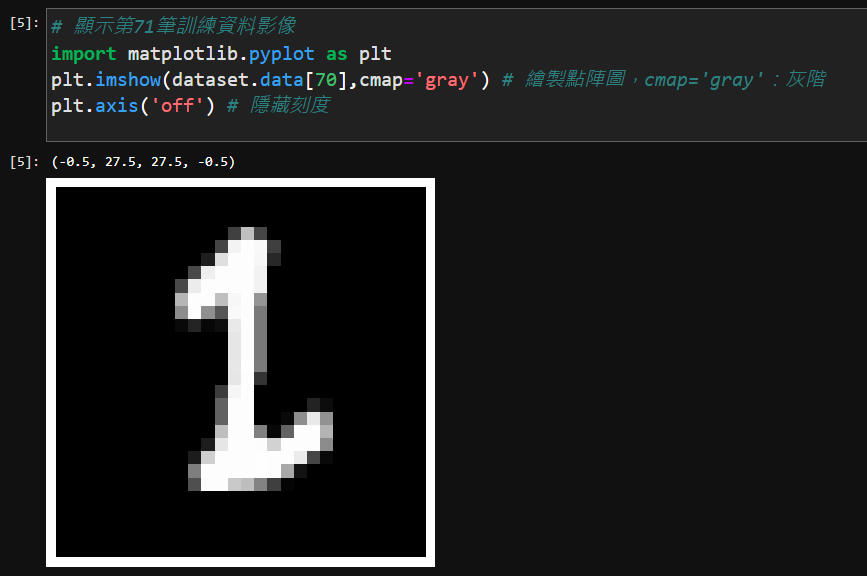 [5]: # 顯示第71筆訓練資料影像
import matplotlib.pyplot as plt
plt.imshow(dataset.data[70],cmap='gray') # 繪製點陣圖，cmap='gray'：灰階
plt.axis('off') # 隱藏刻度
[5]: (-0.5, 27.5, 27.5, -0.5)
1